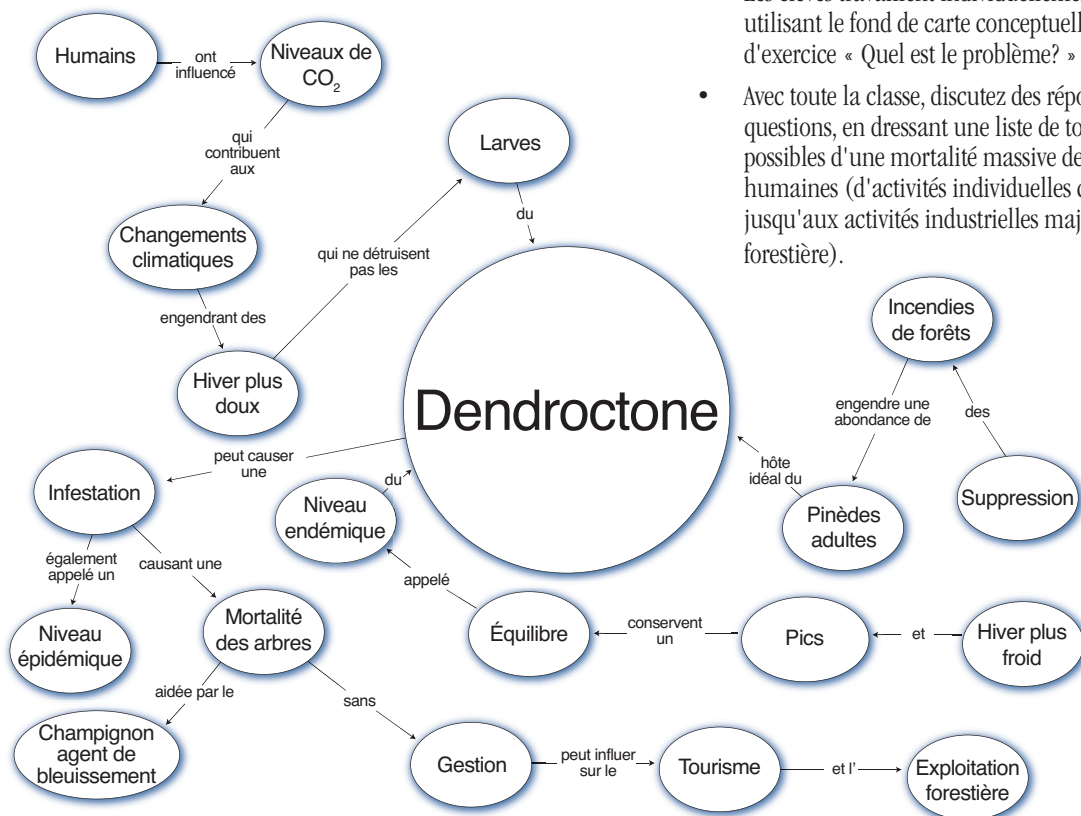 Les élèves travaillent individuellement
utilisant le fond de carte conceptuell
d'exercice « Quel est le problème? »
• Avec toute la classe, discutez des répo
questions, en dressant une liste de to
possibles d'une mortalité massive de
humaines (d'activités individuelles
jusqu'aux activités industrielles maj
forestière).
Humains
ont
influencé
Niveaux de
CO₂
qui
contribuent
aux
Changements
climatiques
engendrant des
Hiver plus
doux
qui ne détruisent
pas les
Larves
du
Dendroctone
peut causer
une
Infestation
également
appelé un
Niveau
épidémique
causant une
Mortalité
des arbres
aidée par le
Champignon
agent de
bleuissement
sans
Gestion
peut influer
sur le
Tourisme
et l'
Exploitation
forestière
Incendies
de forêts
engendre une
abondance de
des
Suppression
Pinèdes
adultes
hôte
idéal du
Niveau
endémique
du
appelé
Équilibre
conservent
un
Pics
et
Hiver plus
froid